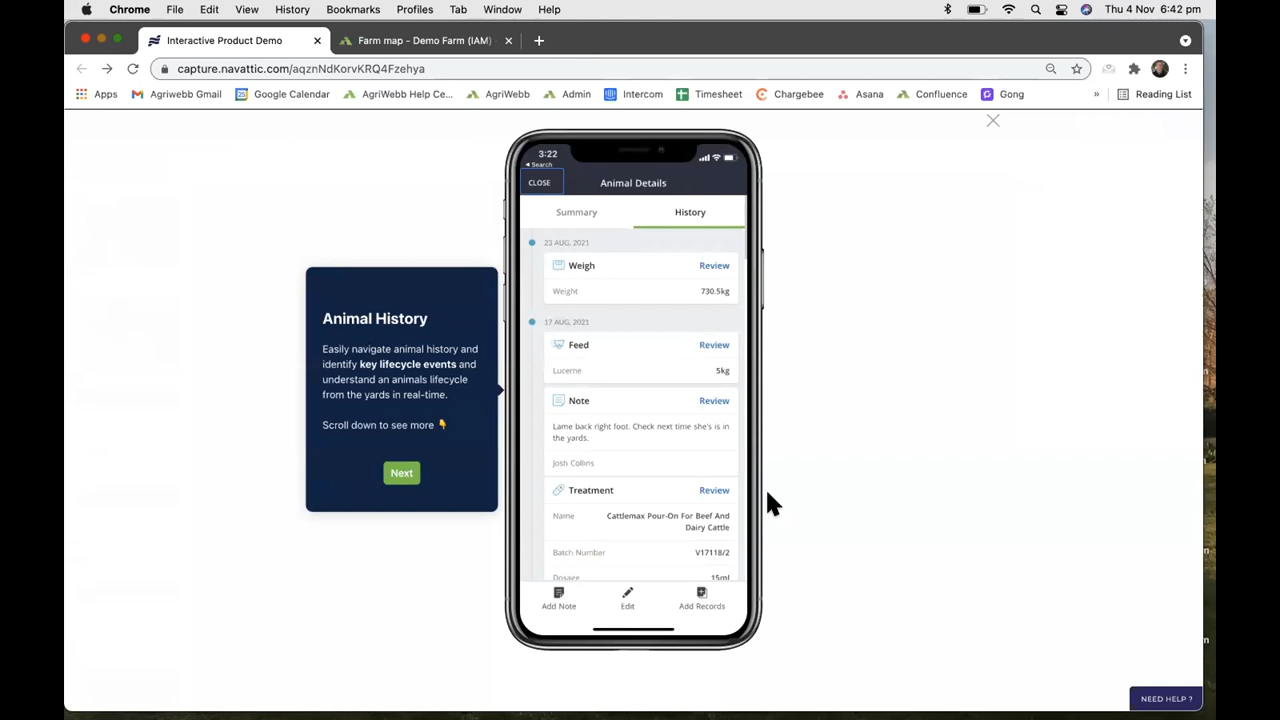 Chrome File Edit View History Bookmarks Profiles Tab Window Help Thu 4 Nov 6:42 pm
Interactive Product Demo Farm map - Demo Farm (IAM)
capture.navattic.com/aqznNdKorvKRQ4Fzehya
Apps Agriwebb Gmail Google Calendar AgriWebb Help Ce... AgriWebb Admin Intercom Timesheet Chargebee Asana Confluence Gong » Reading List
3:22
Search
CLOSE Animal Details
Summary History
23 AUG, 2021
Weigh Review
Weight 730.5kg
17 AUG, 2021
Feed Review
Lucerne 5kg
Note Review
Lame back right foot. Check next time she's is in
the yards.
Josh Collins
Treatment Review
Name Cattlemax Pour-On For Beef And
Dairy Cattle
Batch Number V17118/2
Dosage 15ml
Add Note Edit Add Records
Animal History
Easily navigate animal history and
identify key lifecycle events and
understand an animals lifecycle
from the yards in real-time.
Scroll down to see more 👇
Next
NEED HELP ?